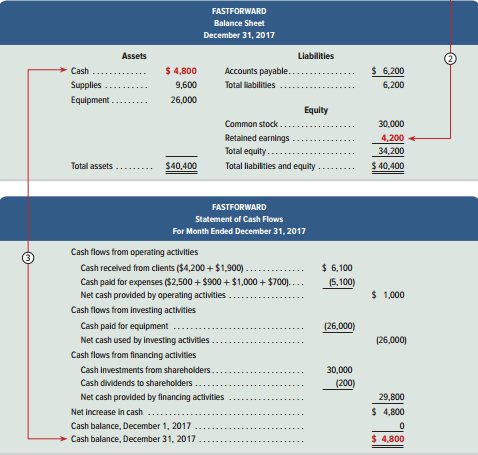 FASTFORWARD
Balance Sheet
December 31, 2017
Assets Liabilities
Cash ............. $ 4,800 Accounts payable................ $ 6,200
Supplies .......... 9,600 Total liabilities ................. 6,200
Equipment ......... 26,000
Equity
Common stock.................. 30,000
Retained earnings ............... 4,200
Total equity.................... 34,200
Total assets ......... $40,400 Total liabilities and equity ......... $ 40,400
2
FASTFORWARD
Statement of Cash Flows
For Month Ended December 31, 2017
3
Cash flows from operating activities
Cash received from clients ($4,200 + $1,900) .............. $ 6,100
Cash paid for expenses ($2,500 + $900 + $1,000 + $700).... (5,100)
Net cash provided by operating activities .................. $ 1,000
Cash flows from investing activities
Cash paid for equipment ............................ (26,000)
Net cash used by investing activities ..................... (26,000)
Cash flows from financing activities
Cash investments from shareholders..................... 30,000
Cash dividends to shareholders ........................ (200)
Net cash provided by financing activities .................. 29,800
Net increase in cash ................................. $ 4,800
Cash balance, December 1, 2017 ........................ 0
Cash balance, December 31, 2017 ....................... $ 4,800